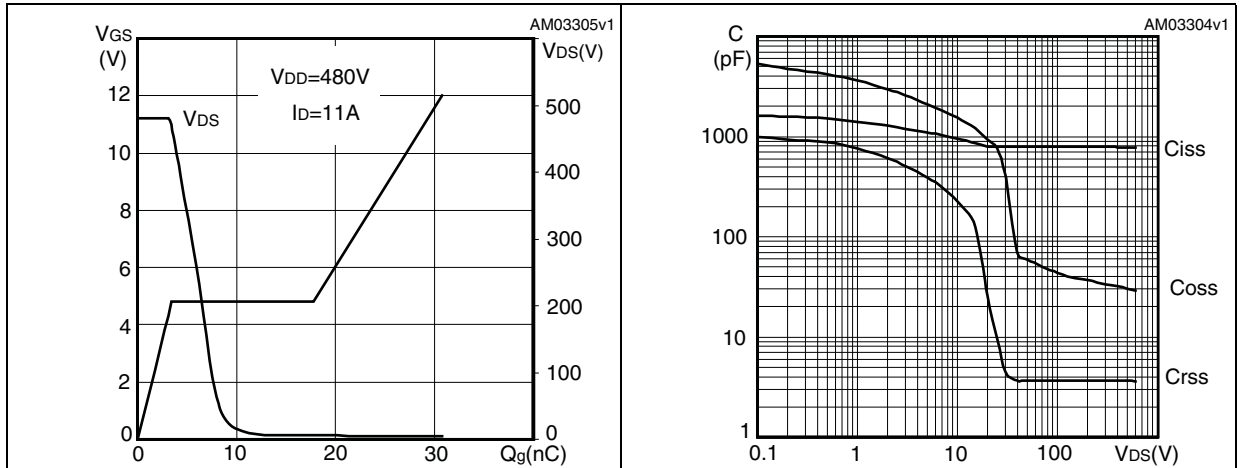 AM03305v1
VGS
(V)
VDS(V)
VDD=480V
ID=11A
VDS
12
10
8
6
4
2
0
500
400
300
200
100
0
0
10
20
30
Qg(nC)
AM03304v1
C
(pF)
1000
100
10
1
Ciss
Coss
Crss
0.1
1
10
100
VDS(V)